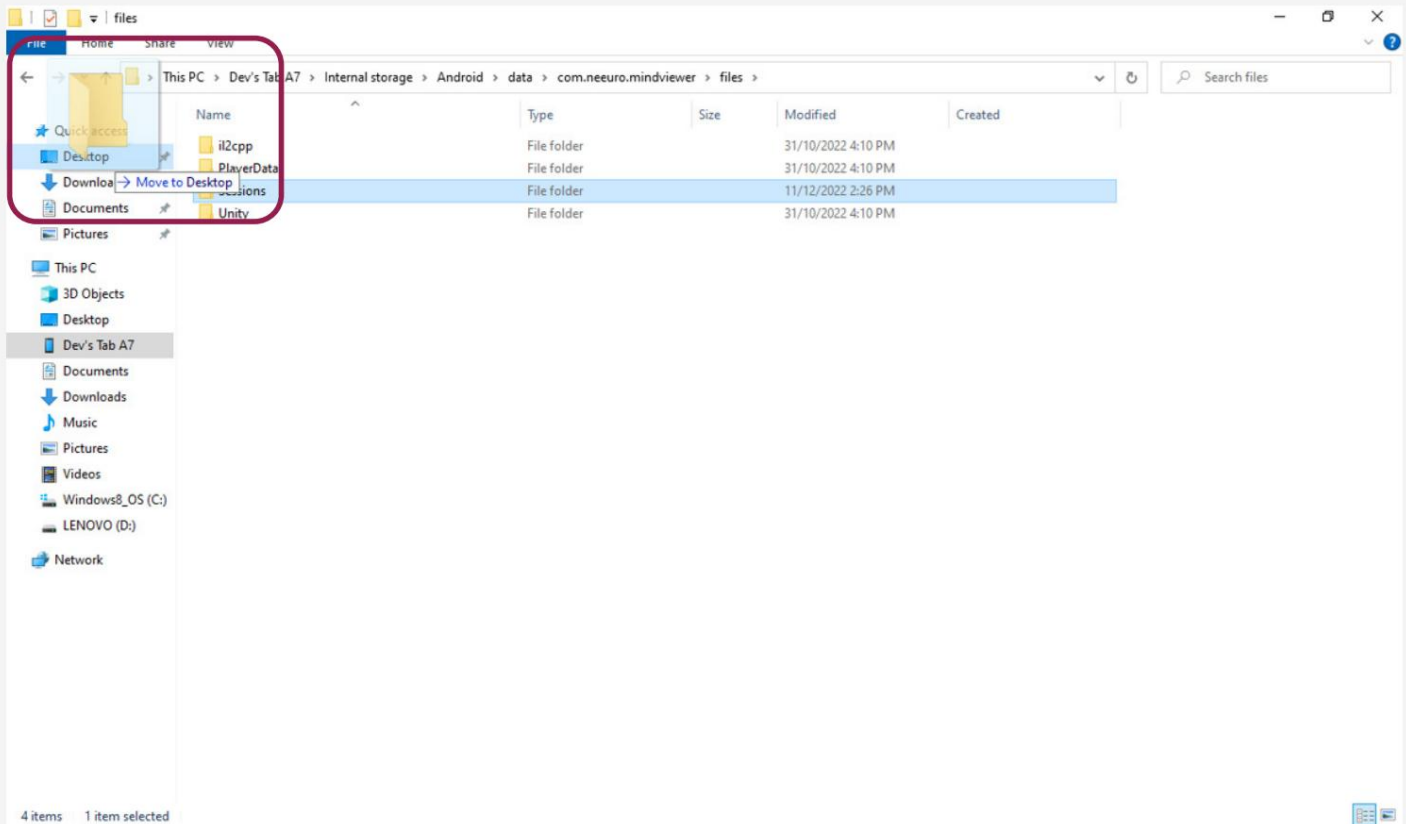 files
File Home Share View
This PC > Dev's Tab A7 > Internal storage > Android > data > com.neeuro.mindviewer > files >
Search files
Name Type Size Modified Created
Quick access
il2cpp File folder 31/10/2022 4:10 PM
Desktop
PlayerData File folder 31/10/2022 4:10 PM
Downloa
→ Move to Desktop
Sessions File folder 11/12/2022 2:26 PM
Documents
Unity File folder 31/10/2022 4:10 PM
Pictures
This PC
3D Objects
Desktop
Dev's Tab A7
Documents
Downloads
Music
Pictures
Videos
Windows8_OS (C:)
LENOVO (D:)
Network
4 items 1 item selected